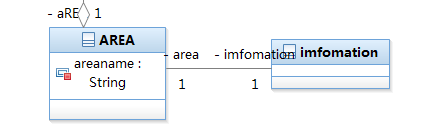 - aRE 1
AREA
areaname :
String
- area - imfomation
1 1
imfomation